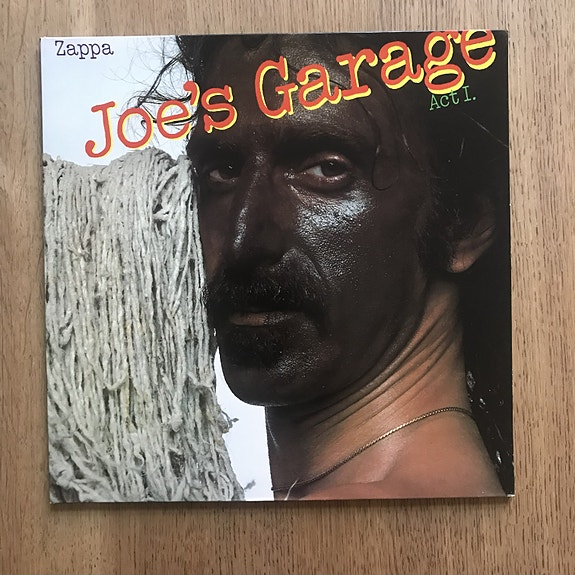 Zappa
Joe's Garage
Act I.